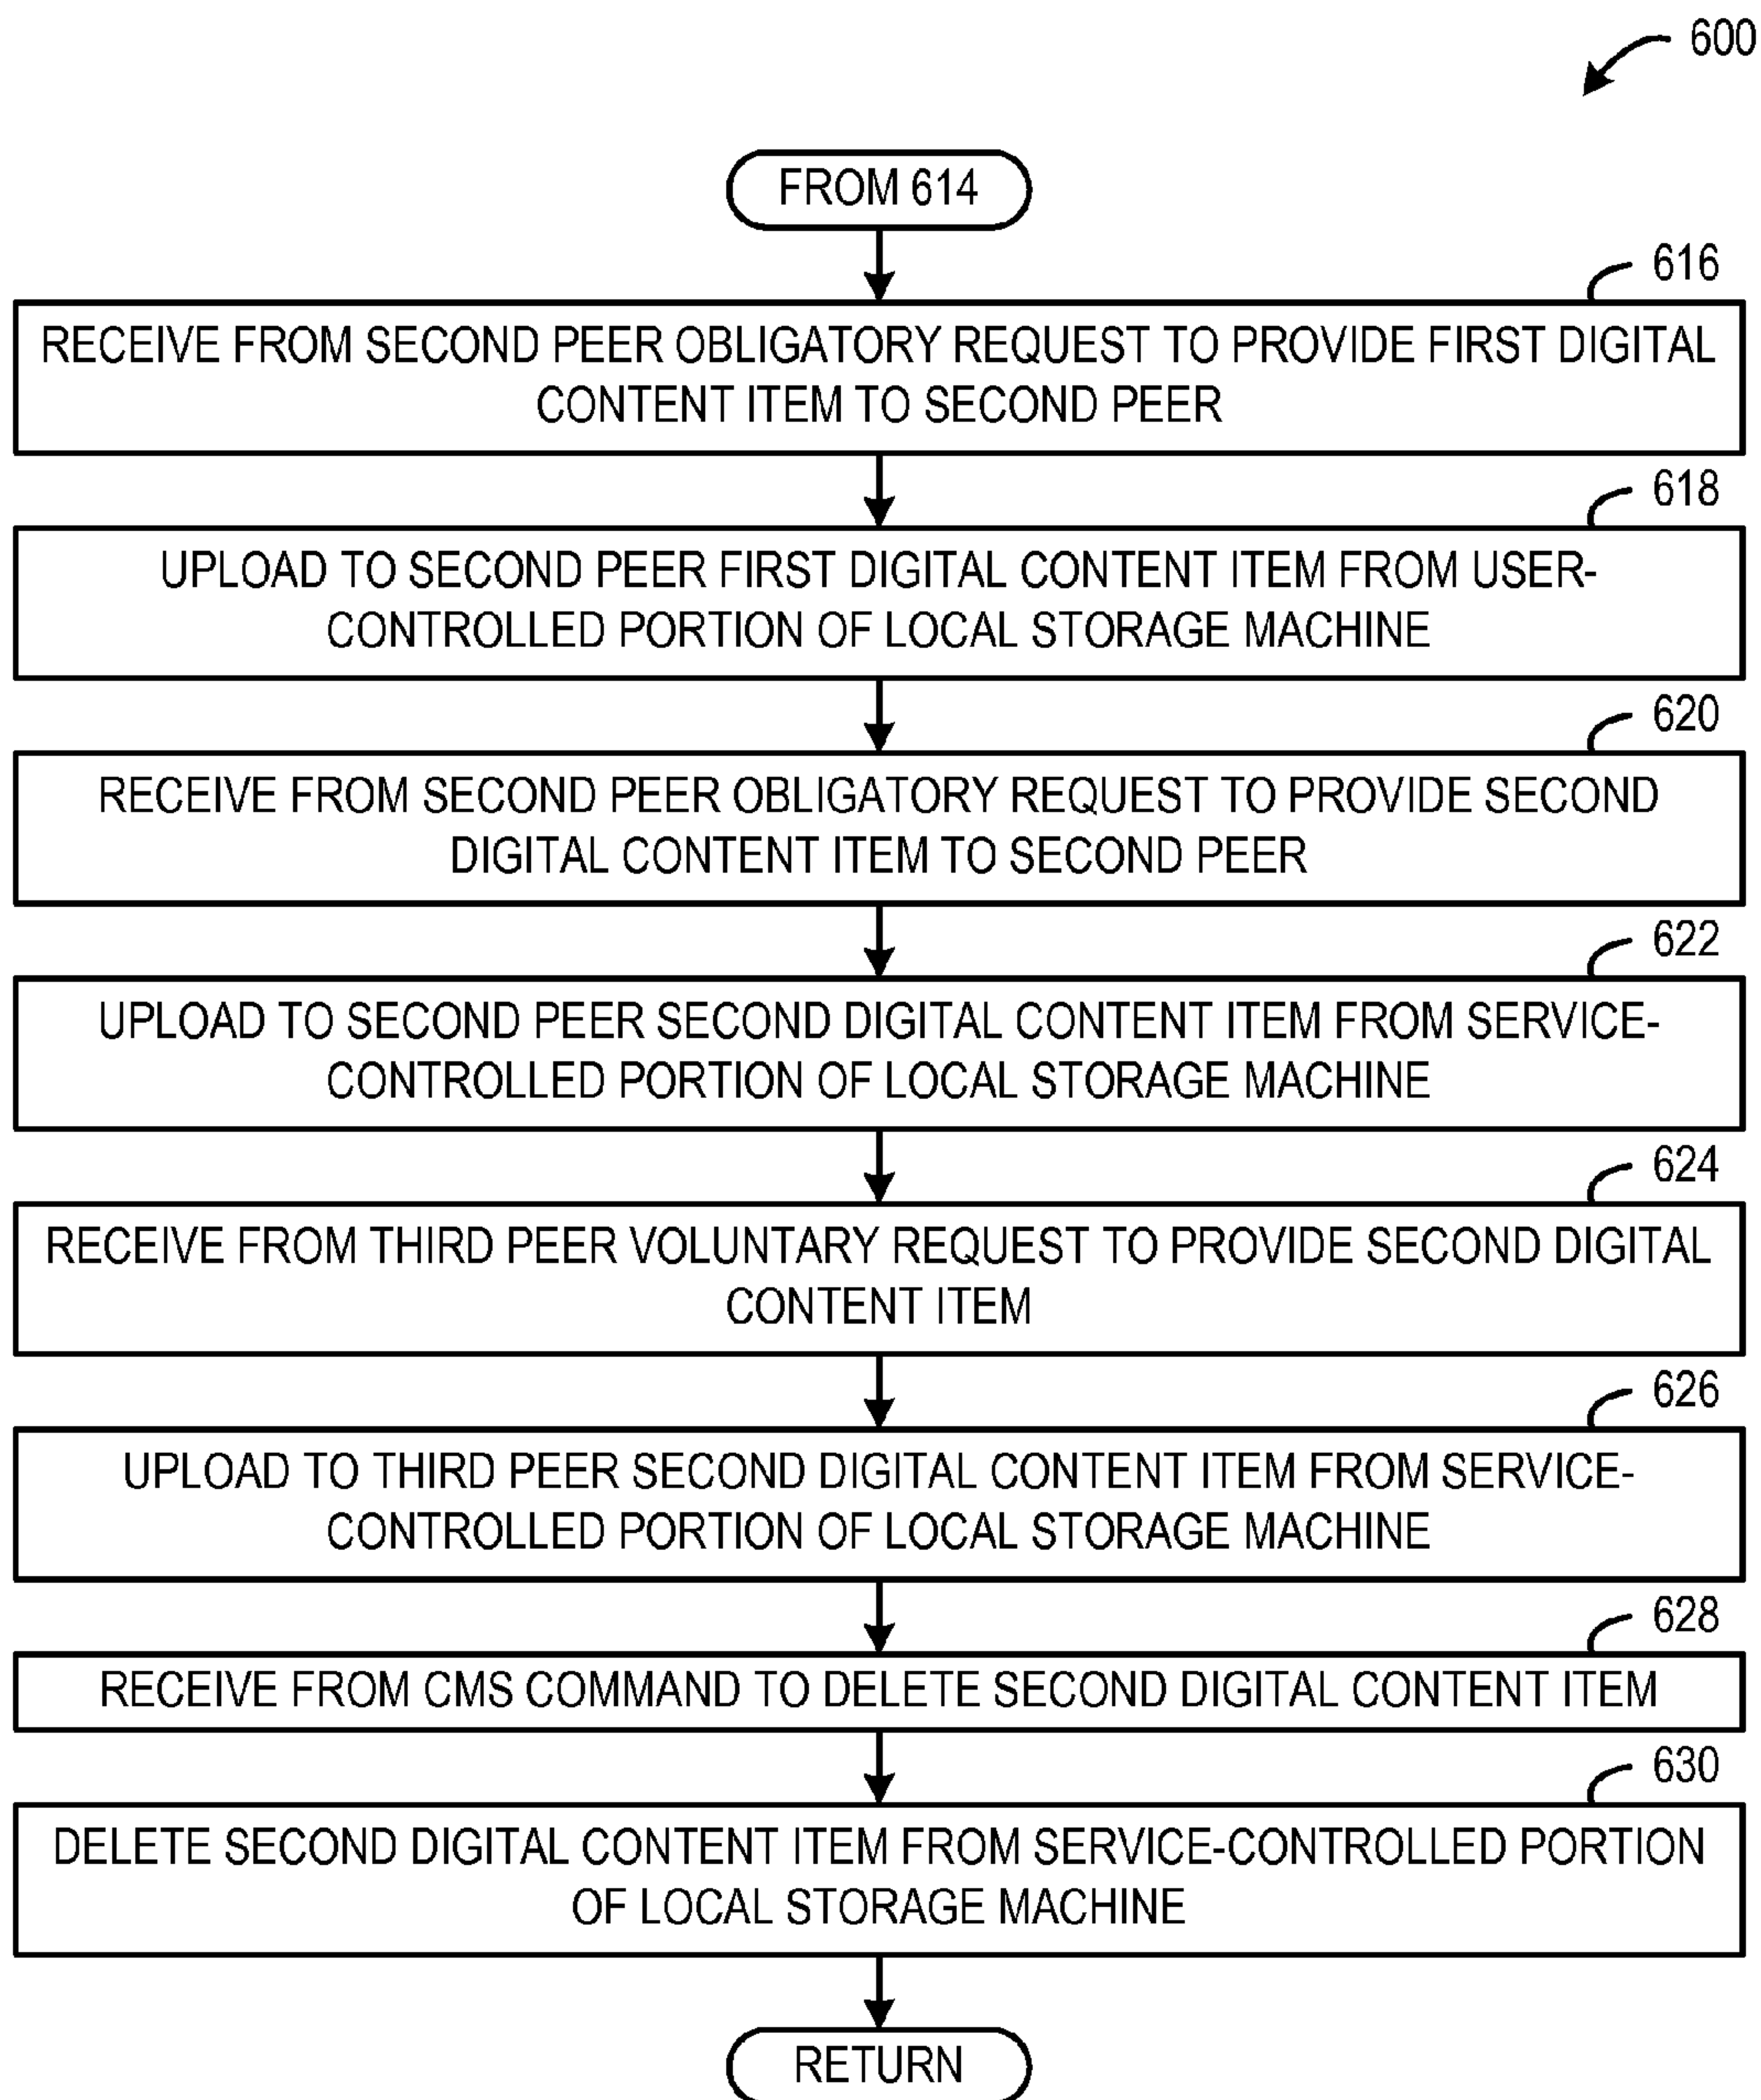 600
FROM 614
616
RECEIVE FROM SECOND PEER OBLIGATORY REQUEST TO PROVIDE FIRST DIGITAL
CONTENT ITEM TO SECOND PEER
618
UPLOAD TO SECOND PEER FIRST DIGITAL CONTENT ITEM FROM USER-
CONTROLLED PORTION OF LOCAL STORAGE MACHINE
620
RECEIVE FROM SECOND PEER OBLIGATORY REQUEST TO PROVIDE SECOND
DIGITAL CONTENT ITEM TO SECOND PEER
622
UPLOAD TO SECOND PEER SECOND DIGITAL CONTENT ITEM FROM SERVICE-
CONTROLLED PORTION OF LOCAL STORAGE MACHINE
624
RECEIVE FROM THIRD PEER VOLUNTARY REQUEST TO PROVIDE SECOND DIGITAL
CONTENT ITEM
626
UPLOAD TO THIRD PEER SECOND DIGITAL CONTENT ITEM FROM SERVICE-
CONTROLLED PORTION OF LOCAL STORAGE MACHINE
628
RECEIVE FROM CMS COMMAND TO DELETE SECOND DIGITAL CONTENT ITEM
630
DELETE SECOND DIGITAL CONTENT ITEM FROM SERVICE-CONTROLLED PORTION
OF LOCAL STORAGE MACHINE
RETURN